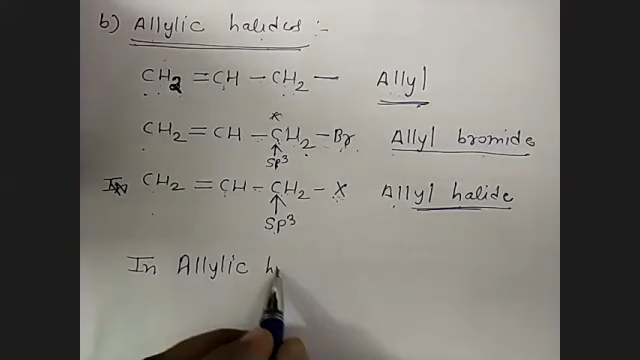 b) Allylic halides :-
CH2 = CH - CH2 - Allyl
CH2 = CH - CH2 - Br Allyl bromide
sp3
CH2 = CH - CH2 - X Allyl halide
sp3
In Allylic h